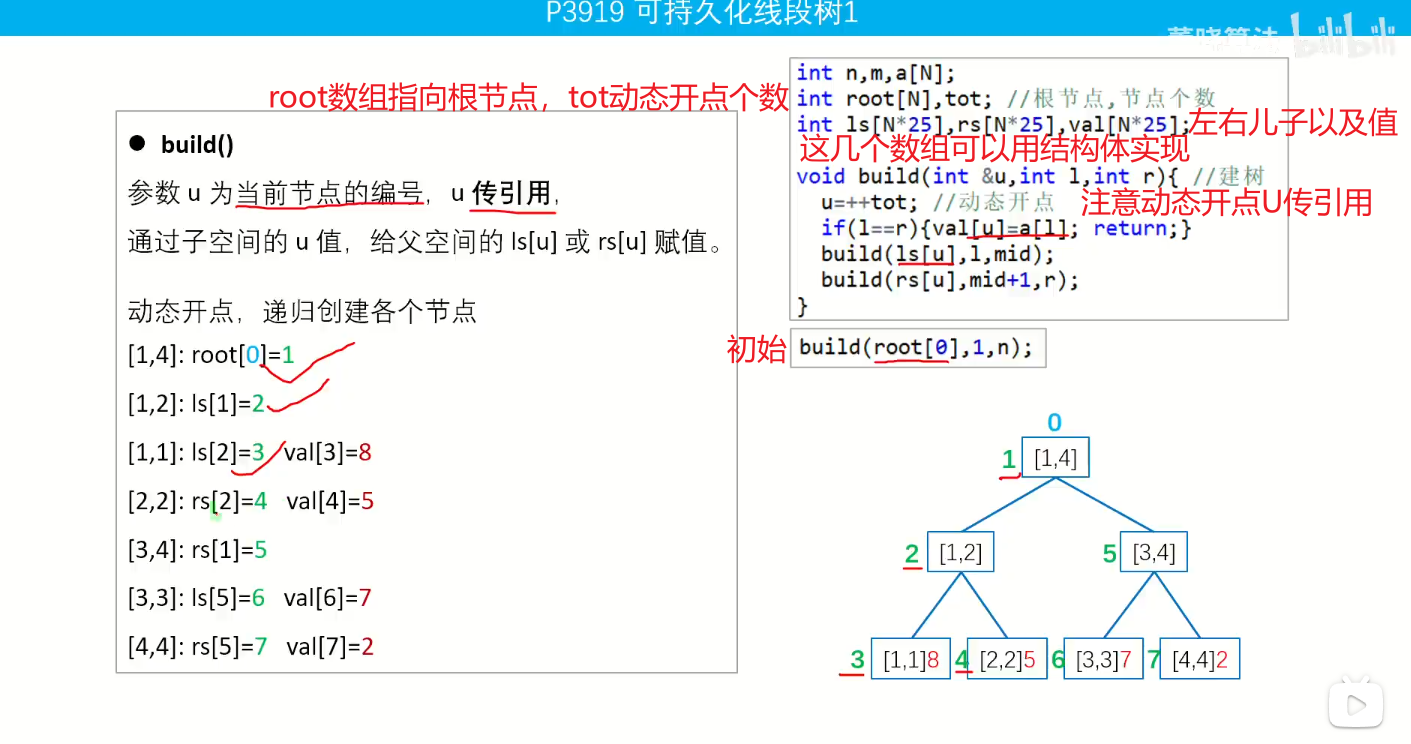 P3919 可持久化线段树1
董晓算法 bilibili
root数组指向根节点，tot动态开点个数
● build()
参数 u 为当前节点的编号，u 传引用，
通过子空间的 u 值，给父空间的 ls[u] 或 rs[u] 赋值。
动态开点，递归创建各个节点
[1,4]: root[0]=1
[1,2]: ls[1]=2
[1,1]: ls[2]=3 val[3]=8
[2,2]: rs[2]=4 val[4]=5
[3,4]: rs[1]=5
[3,3]: ls[5]=6 val[6]=7
[4,4]: rs[5]=7 val[7]=2
int n,m,a[N];
int root[N],tot; //根节点,节点个数
int ls[N*25],rs[N*25],val[N*25];
左右儿子以及值
这几个数组可以用结构体实现
void build(int &u,int l,int r){ //建树
u=++tot; //动态开点
注意动态开点U传引用
if(l==r){val[u]=a[l]; return;}
build(ls[u],l,mid);
build(rs[u],mid+1,r);
}
初始
build(root[0],1,n);
0
1 [1,4]
2 [1,2] 5 [3,4]
3 [1,1]8 4 [2,2]5 6 [3,3]7 7 [4,4]2